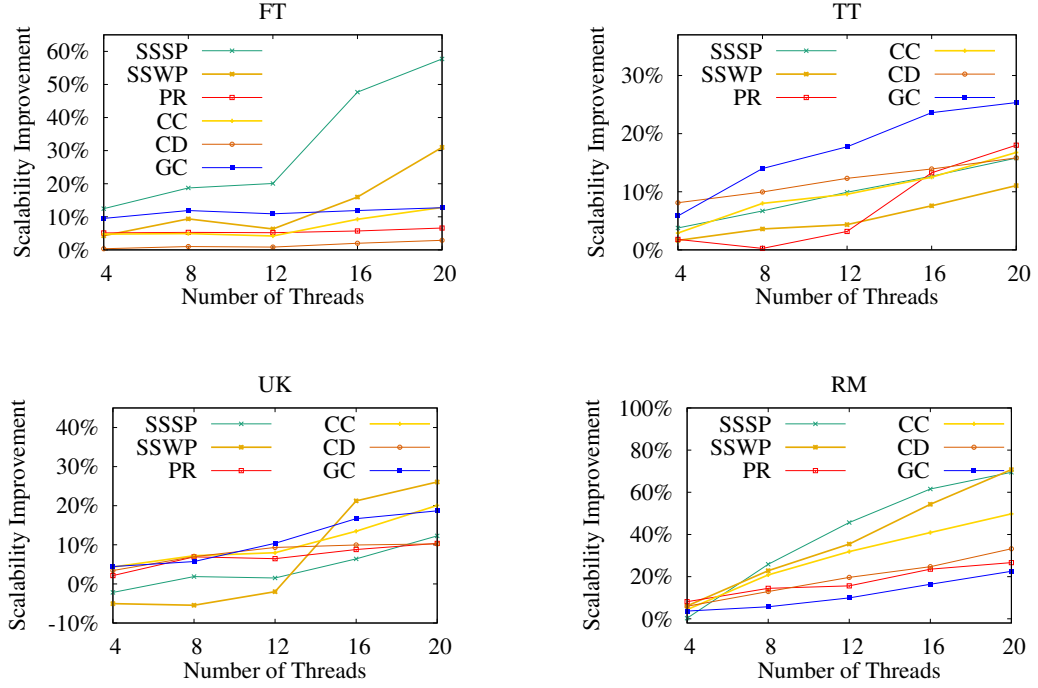 FT
Scalability Improvement
60%
50%
40%
30%
20%
10%
0%
SSSP
SSWP
PR
CC
CD
GC
4 8 12 16 20
Number of Threads
TT
Scalability Improvement
30%
20%
10%
0%
SSSP CC
SSWP CD
PR GC
4 8 12 16 20
Number of Threads
UK
Scalability Improvement
40%
30%
20%
10%
0%
-10%
SSSP CC
SSWP CD
PR GC
4 8 12 16 20
Number of Threads
RM
Scalability Improvement
100%
80%
60%
40%
20%
0%
SSSP CC
SSWP CD
PR GC
4 8 12 16 20
Number of Threads